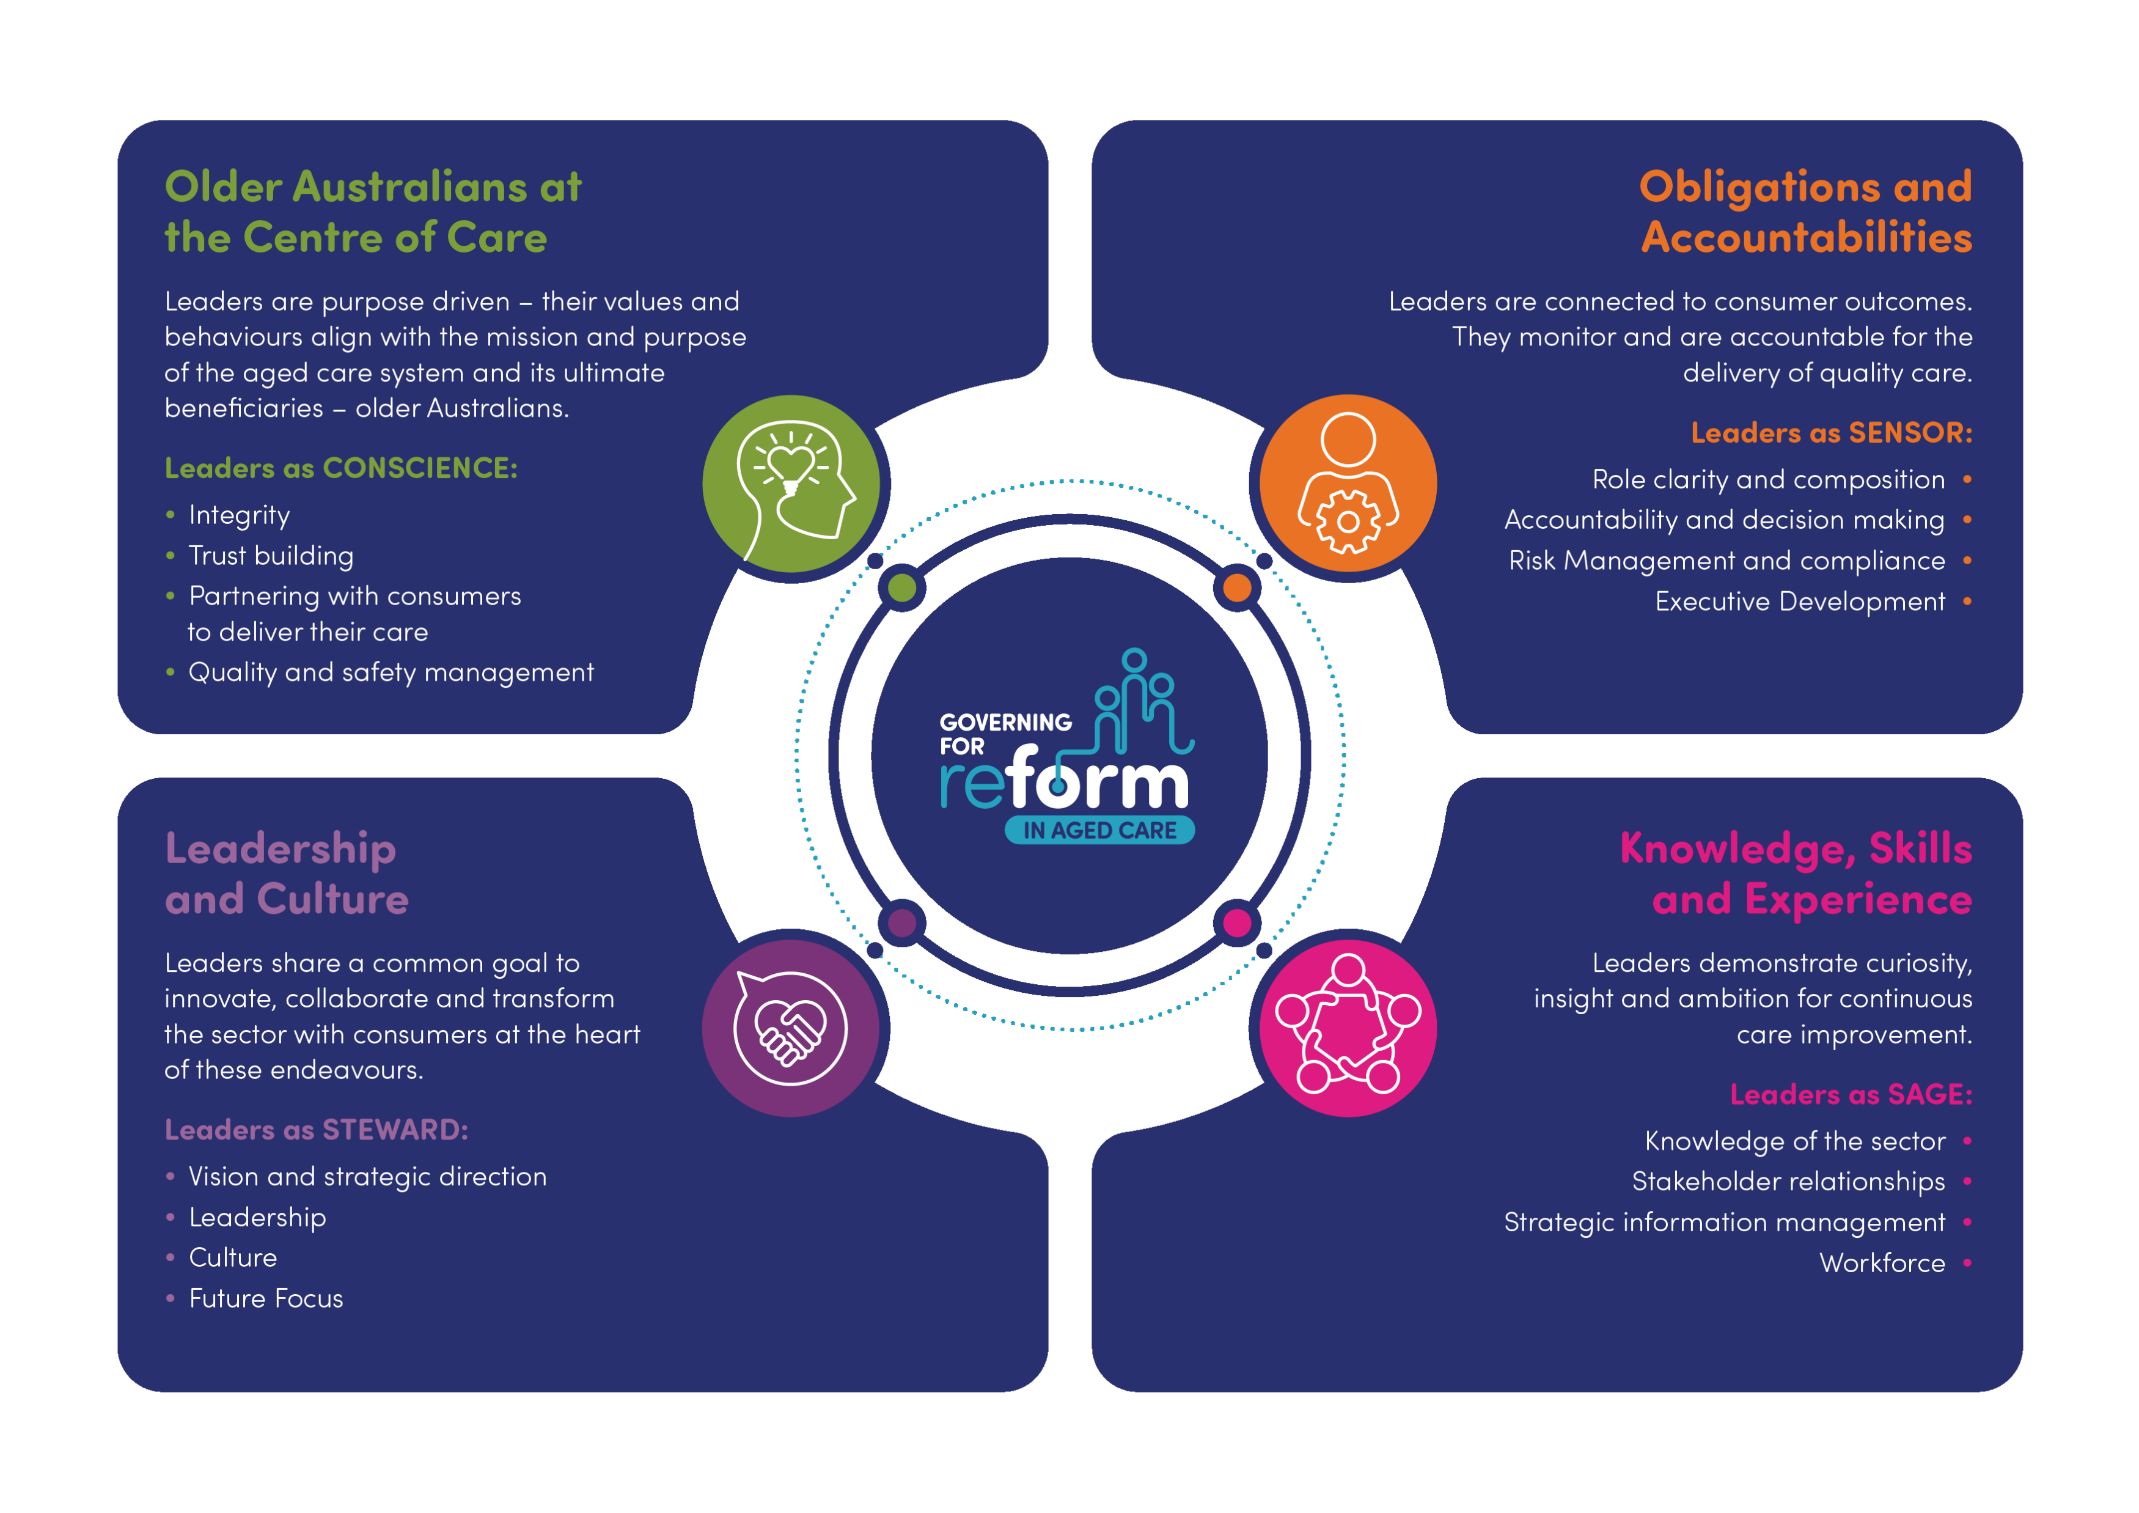 Older Australians at
the Centre of Care
Leaders are purpose driven – their values and
behaviours align with the mission and purpose
of the aged care system and its ultimate
beneficiaries – older Australians.
Leaders as CONSCIENCE:
• Integrity
• Trust building
• Partnering with consumers
to deliver their care
• Quality and safety management
Obligations and
Accountabilities
Leaders are connected to consumer outcomes.
They monitor and are accountable for the
delivery of quality care.
Leaders as SENSOR:
Role clarity and composition •
Accountability and decision making •
Risk Management and compliance •
Executive Development •
GOVERNING
FOR
reform
IN AGED CARE
Leadership
and Culture
Leaders share a common goal to
innovate, collaborate and transform
the sector with consumers at the heart
of these endeavours.
Leaders as STEWARD:
• Vision and strategic direction
• Leadership
• Culture
• Future Focus
Knowledge, Skills
and Experience
Leaders demonstrate curiosity,
insight and ambition for continuous
care improvement.
Leaders as SAGE:
Knowledge of the sector •
Stakeholder relationships •
Strategic information management •
Workforce •